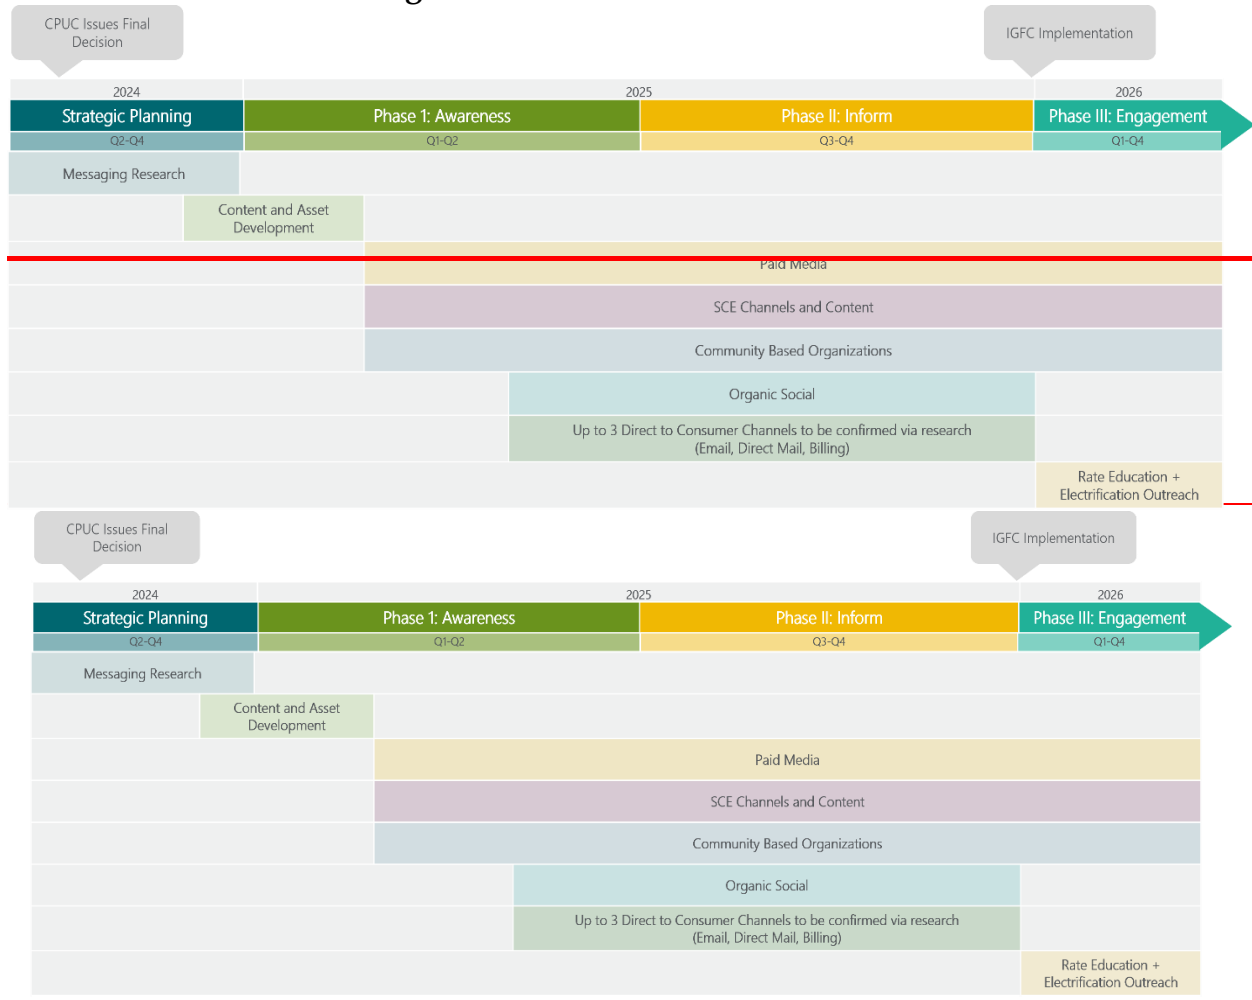 CPUC Issues Final
Decision
IGFC Implementation
2024
2025
2026
Strategic Planning
Phase 1: Awareness
Phase II: Inform
Phase III: Engagement
Q2-Q4
Q1-Q2
Q3-Q4
Q1-Q4
Messaging Research
Content and Asset
Development
Paid Media
SCE Channels and Content
Community Based Organizations
Organic Social
Up to 3 Direct to Consumer Channels to be confirmed via research
(Email, Direct Mail, Billing)
Rate Education +
Electrification Outreach
CPUC Issues Final
Decision
IGFC Implementation
2024
2025
2026
Strategic Planning
Phase 1: Awareness
Phase II: Inform
Phase III: Engagement
Q2-Q4
Q1-Q2
Q3-Q4
Q1-Q4
Messaging Research
Content and Asset
Development
Paid Media
SCE Channels and Content
Community Based Organizations
Organic Social
Up to 3 Direct to Consumer Channels to be confirmed via research
(Email, Direct Mail, Billing)
Rate Education +
Electrification Outreach